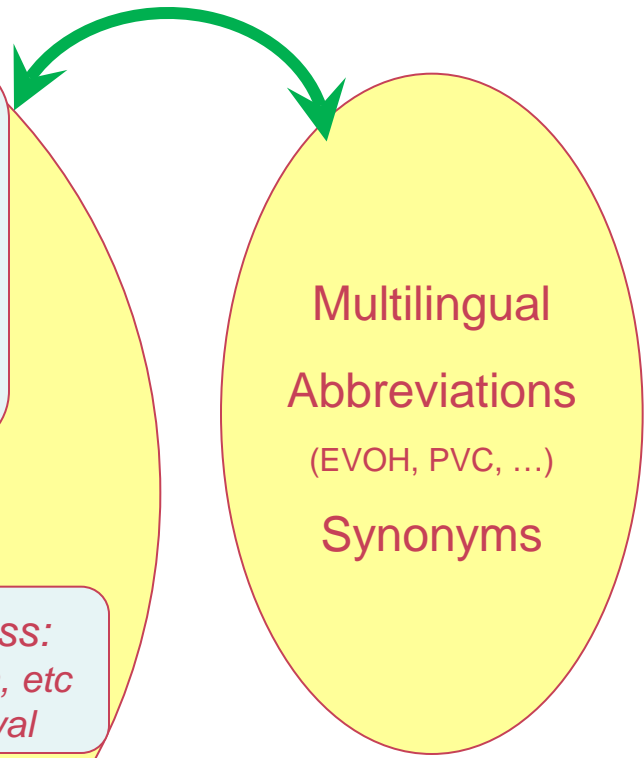 Multilingual
Abbreviations
(EVOH, PVC, …)
Synonyms
ss:
, etc
val